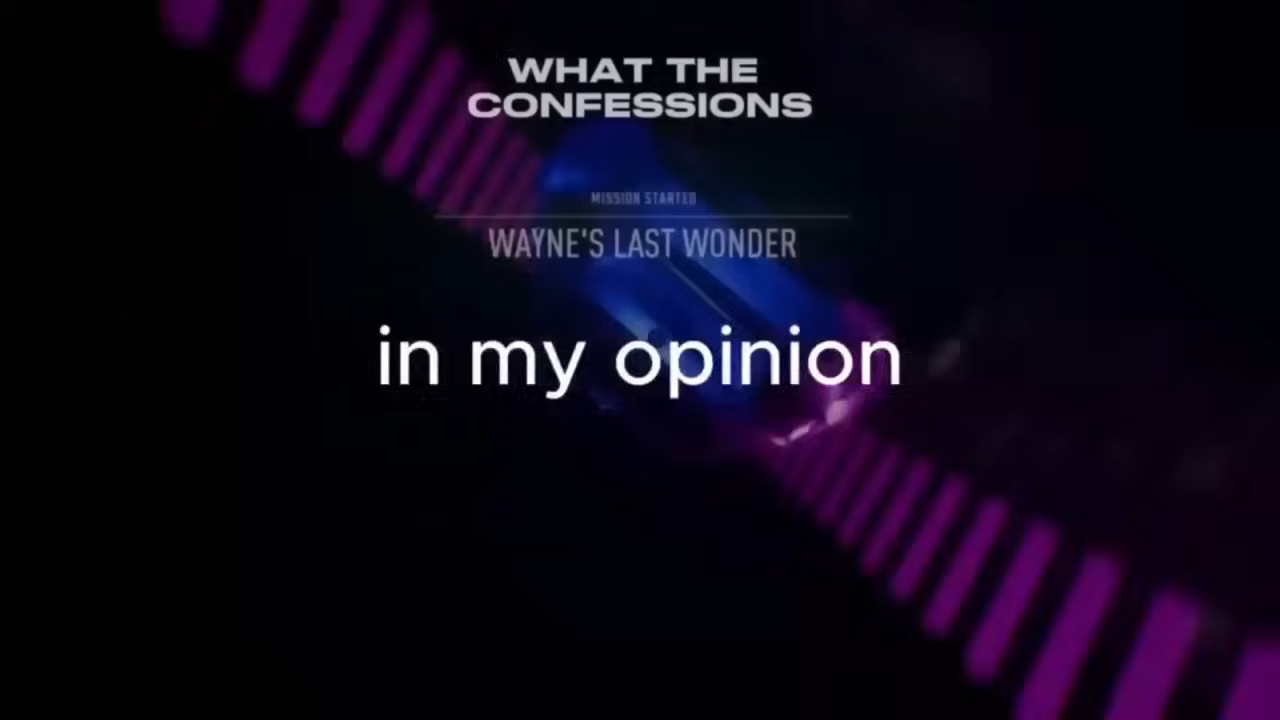 WHAT THE
CONFESSIONS
MISSION STARTED
WAYNE'S LAST WONDER
in my opinion